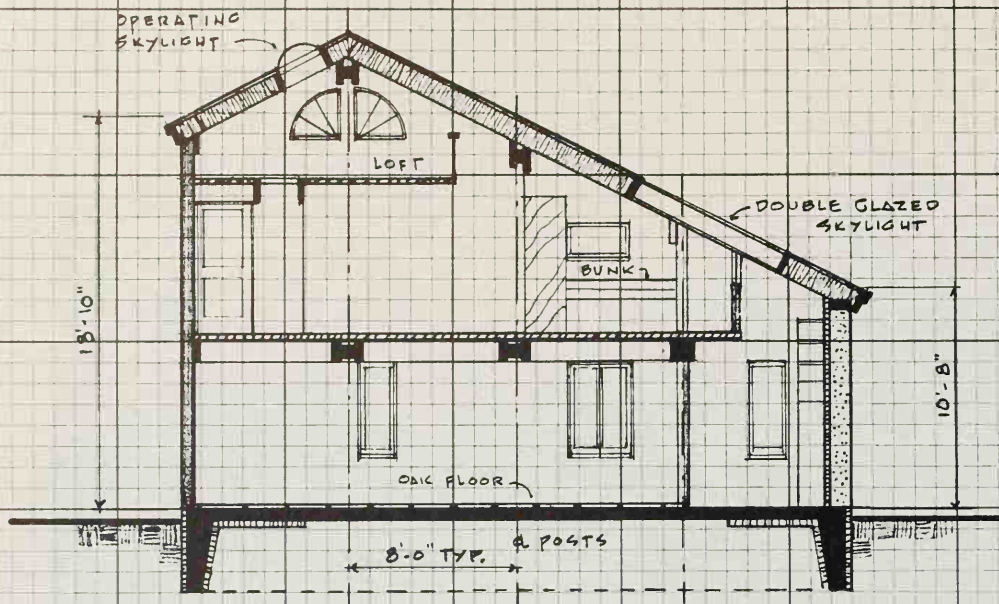 OPERATING
SKYLIGHT
LOFT
DOUBLE GLAZED
SKYLIGHT
BUNK
18'-10"
10'-8"
OAK FLOOR
8'-0" TYP.
℄ POSTS